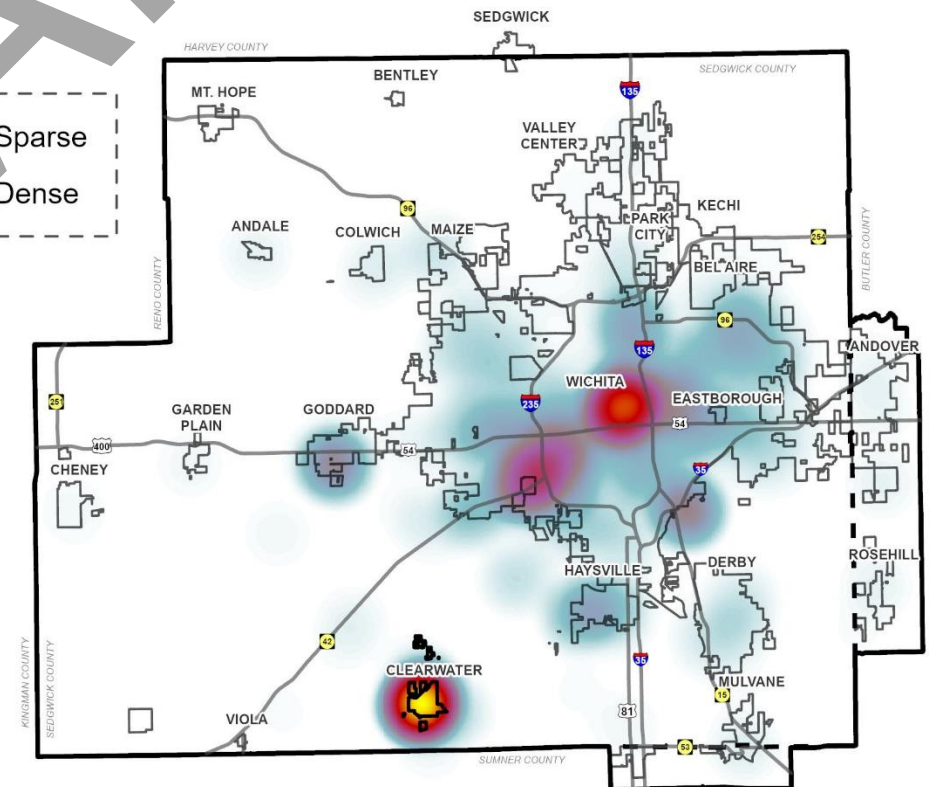 SEDGWICK
HARVEY COUNTY
SEDGWICK COUNTY
BENTLEY
MT. HOPE
135
Sparse
Dense
VALLEY
CENTER
96
KECHI
PARK
CITY
ANDALE
COLWICH
MAIZE
254
BEL AIRE
BUTLER COUNTY
RENO COUNTY
96
135
ANDOVER
WICHITA
EASTBOROUGH
251
235
GARDEN
PLAIN
GODDARD
54
400
54
CHENEY
35
HAYSVILLE
DERBY
ROSEHILL
KINGMAN COUNTY
SEDGWICK COUNTY
42
CLEARWATER
35
MULVANE
15
VIOLA
81
53
SUMNER COUNTY